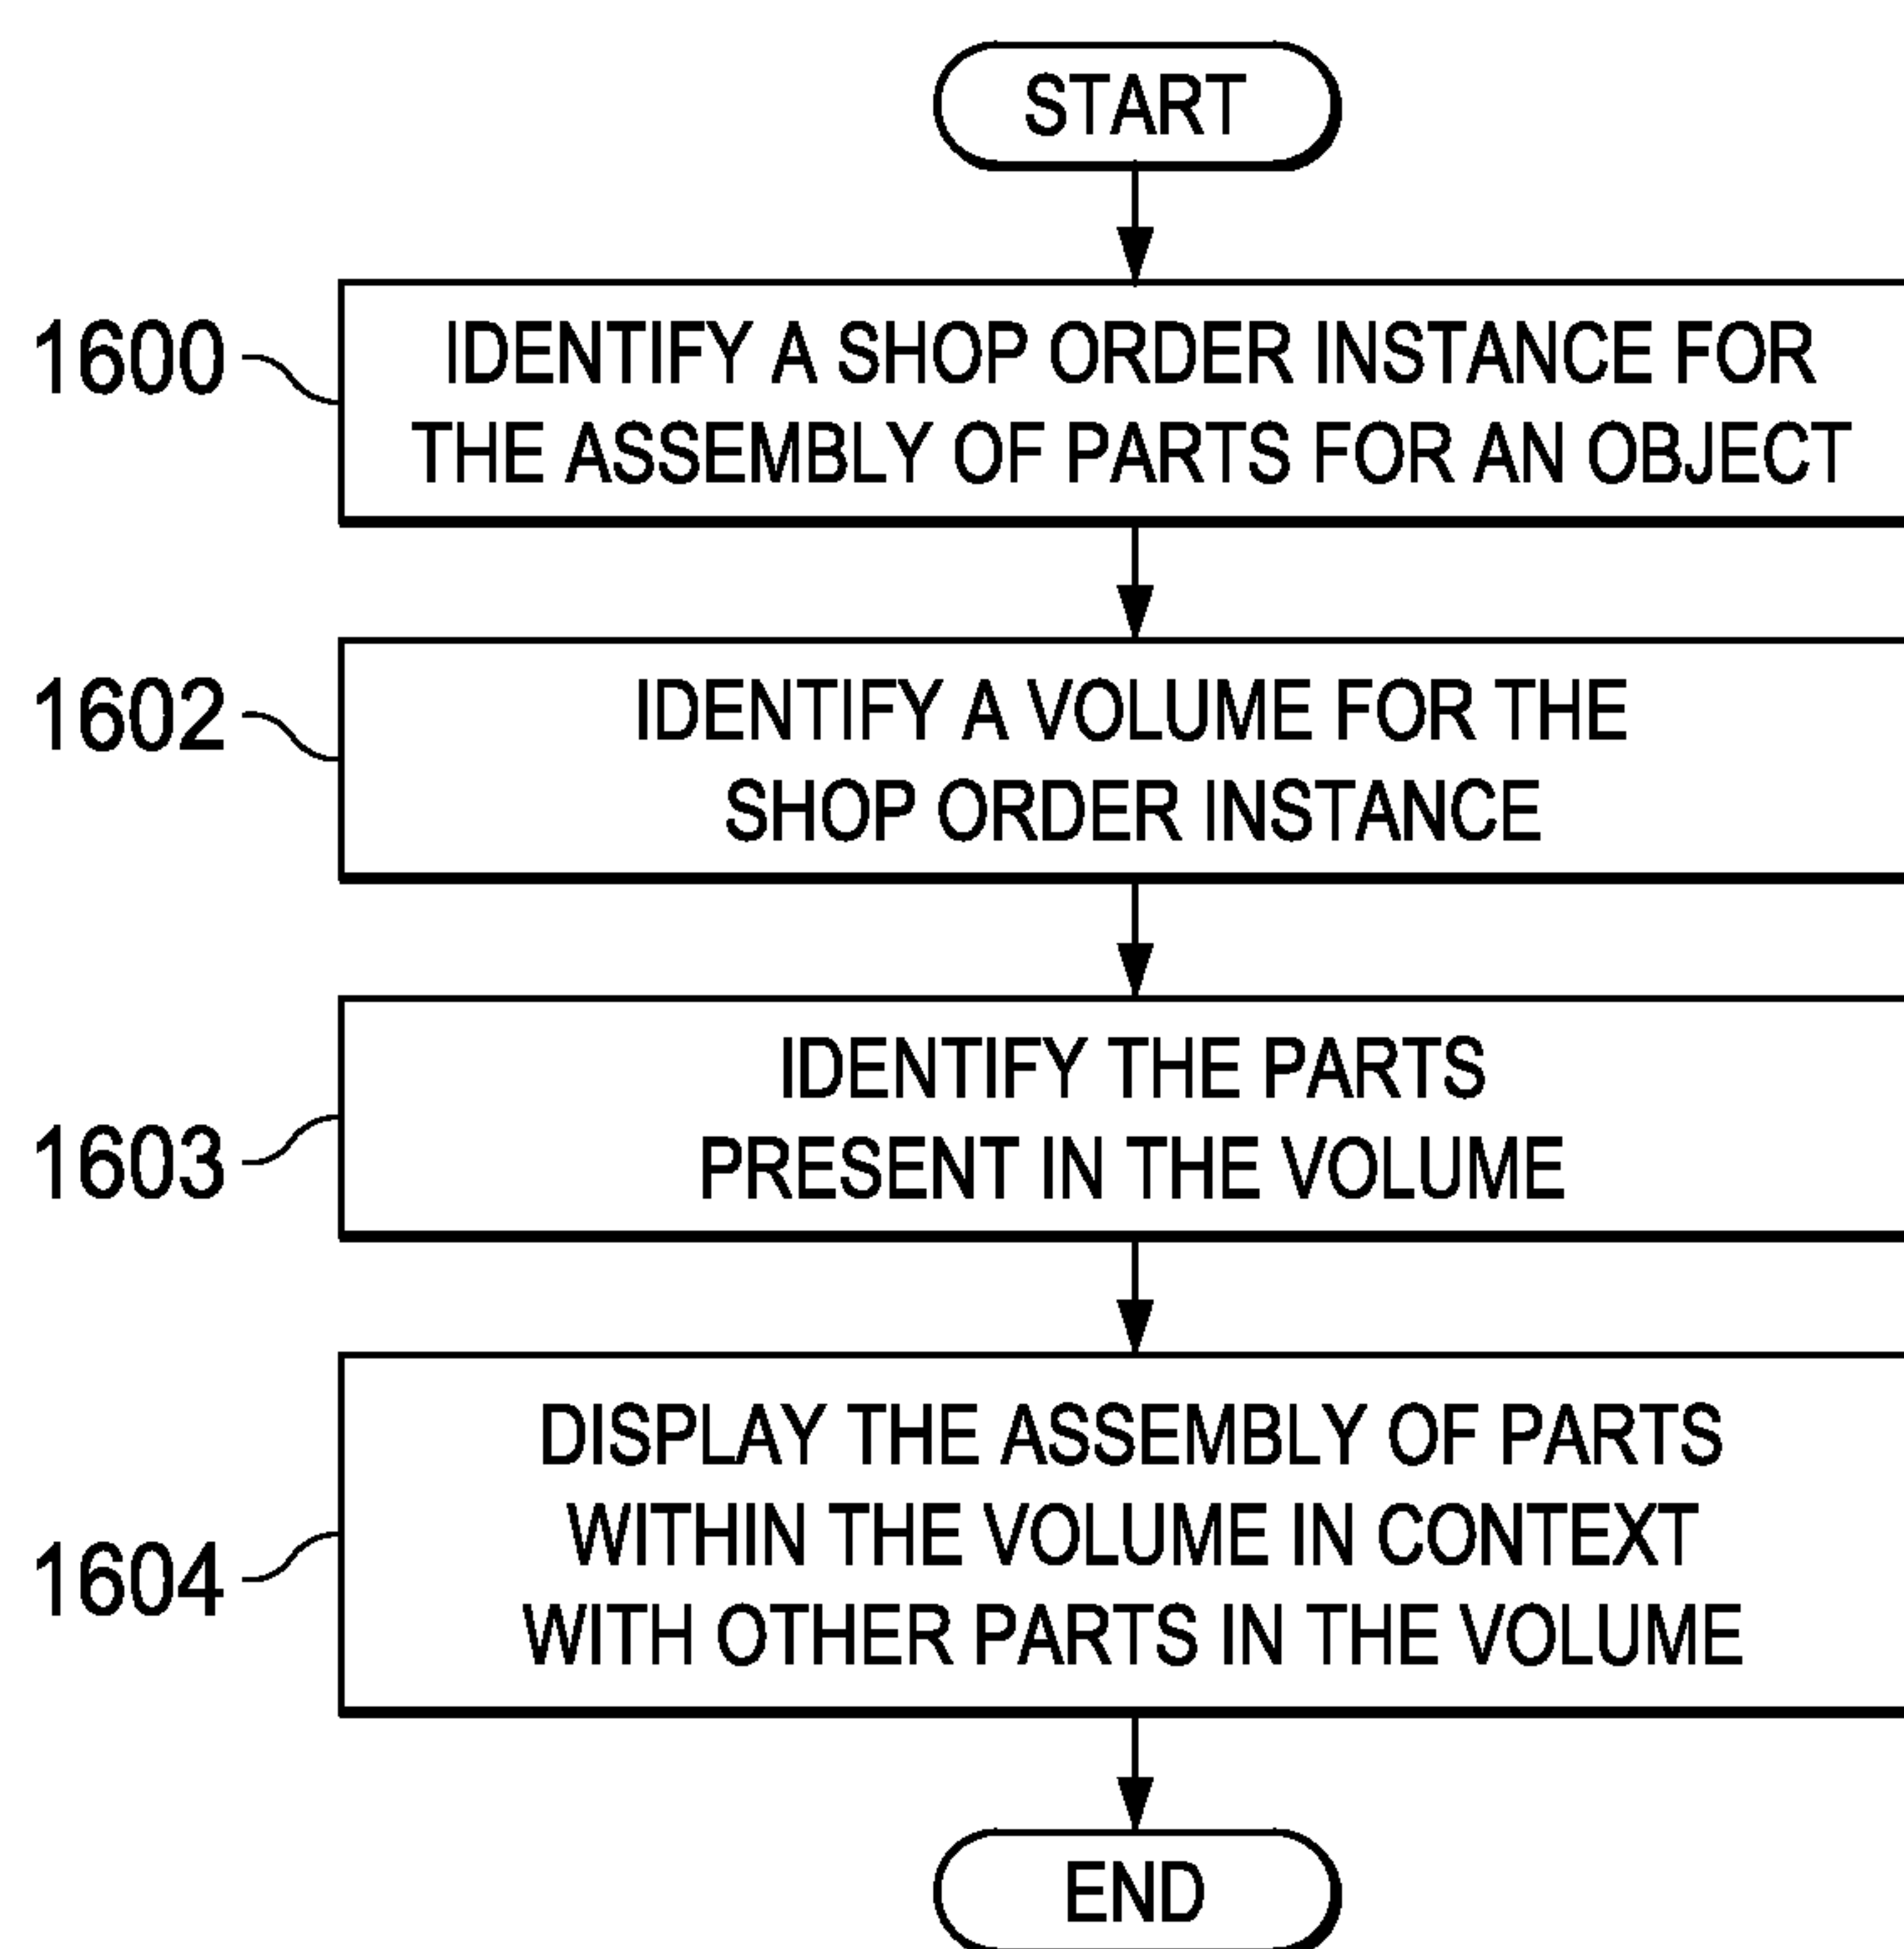 START
1600
IDENTIFY A SHOP ORDER INSTANCE FOR
THE ASSEMBLY OF PARTS FOR AN OBJECT
1602
IDENTIFY A VOLUME FOR THE
SHOP ORDER INSTANCE
1603
IDENTIFY THE PARTS
PRESENT IN THE VOLUME
1604
DISPLAY THE ASSEMBLY OF PARTS
WITHIN THE VOLUME IN CONTEXT
WITH OTHER PARTS IN THE VOLUME
END